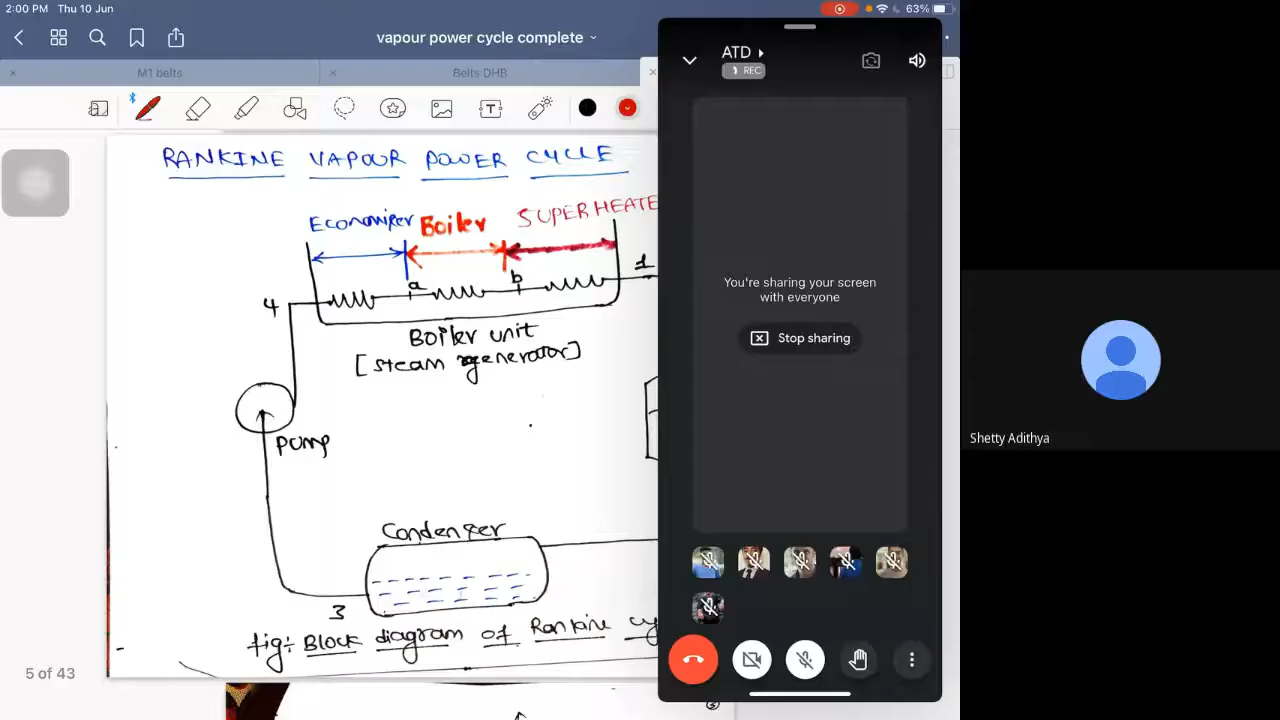 2:00 PM Thu 10 Jun
63%
vapour power cycle complete
M1 belts
Belts DHB
RANKINE VAPOUR POWER CYCLE
Economizer Boiler SUPERHEATE
4 a b 1
Boiler unit
[steam generator]
pump
Condenser
3
fig:- Block diagram of Rankine cy
5 of 43
ATD
REC
You're sharing your screen
with everyone
Stop sharing
Shetty Adithya